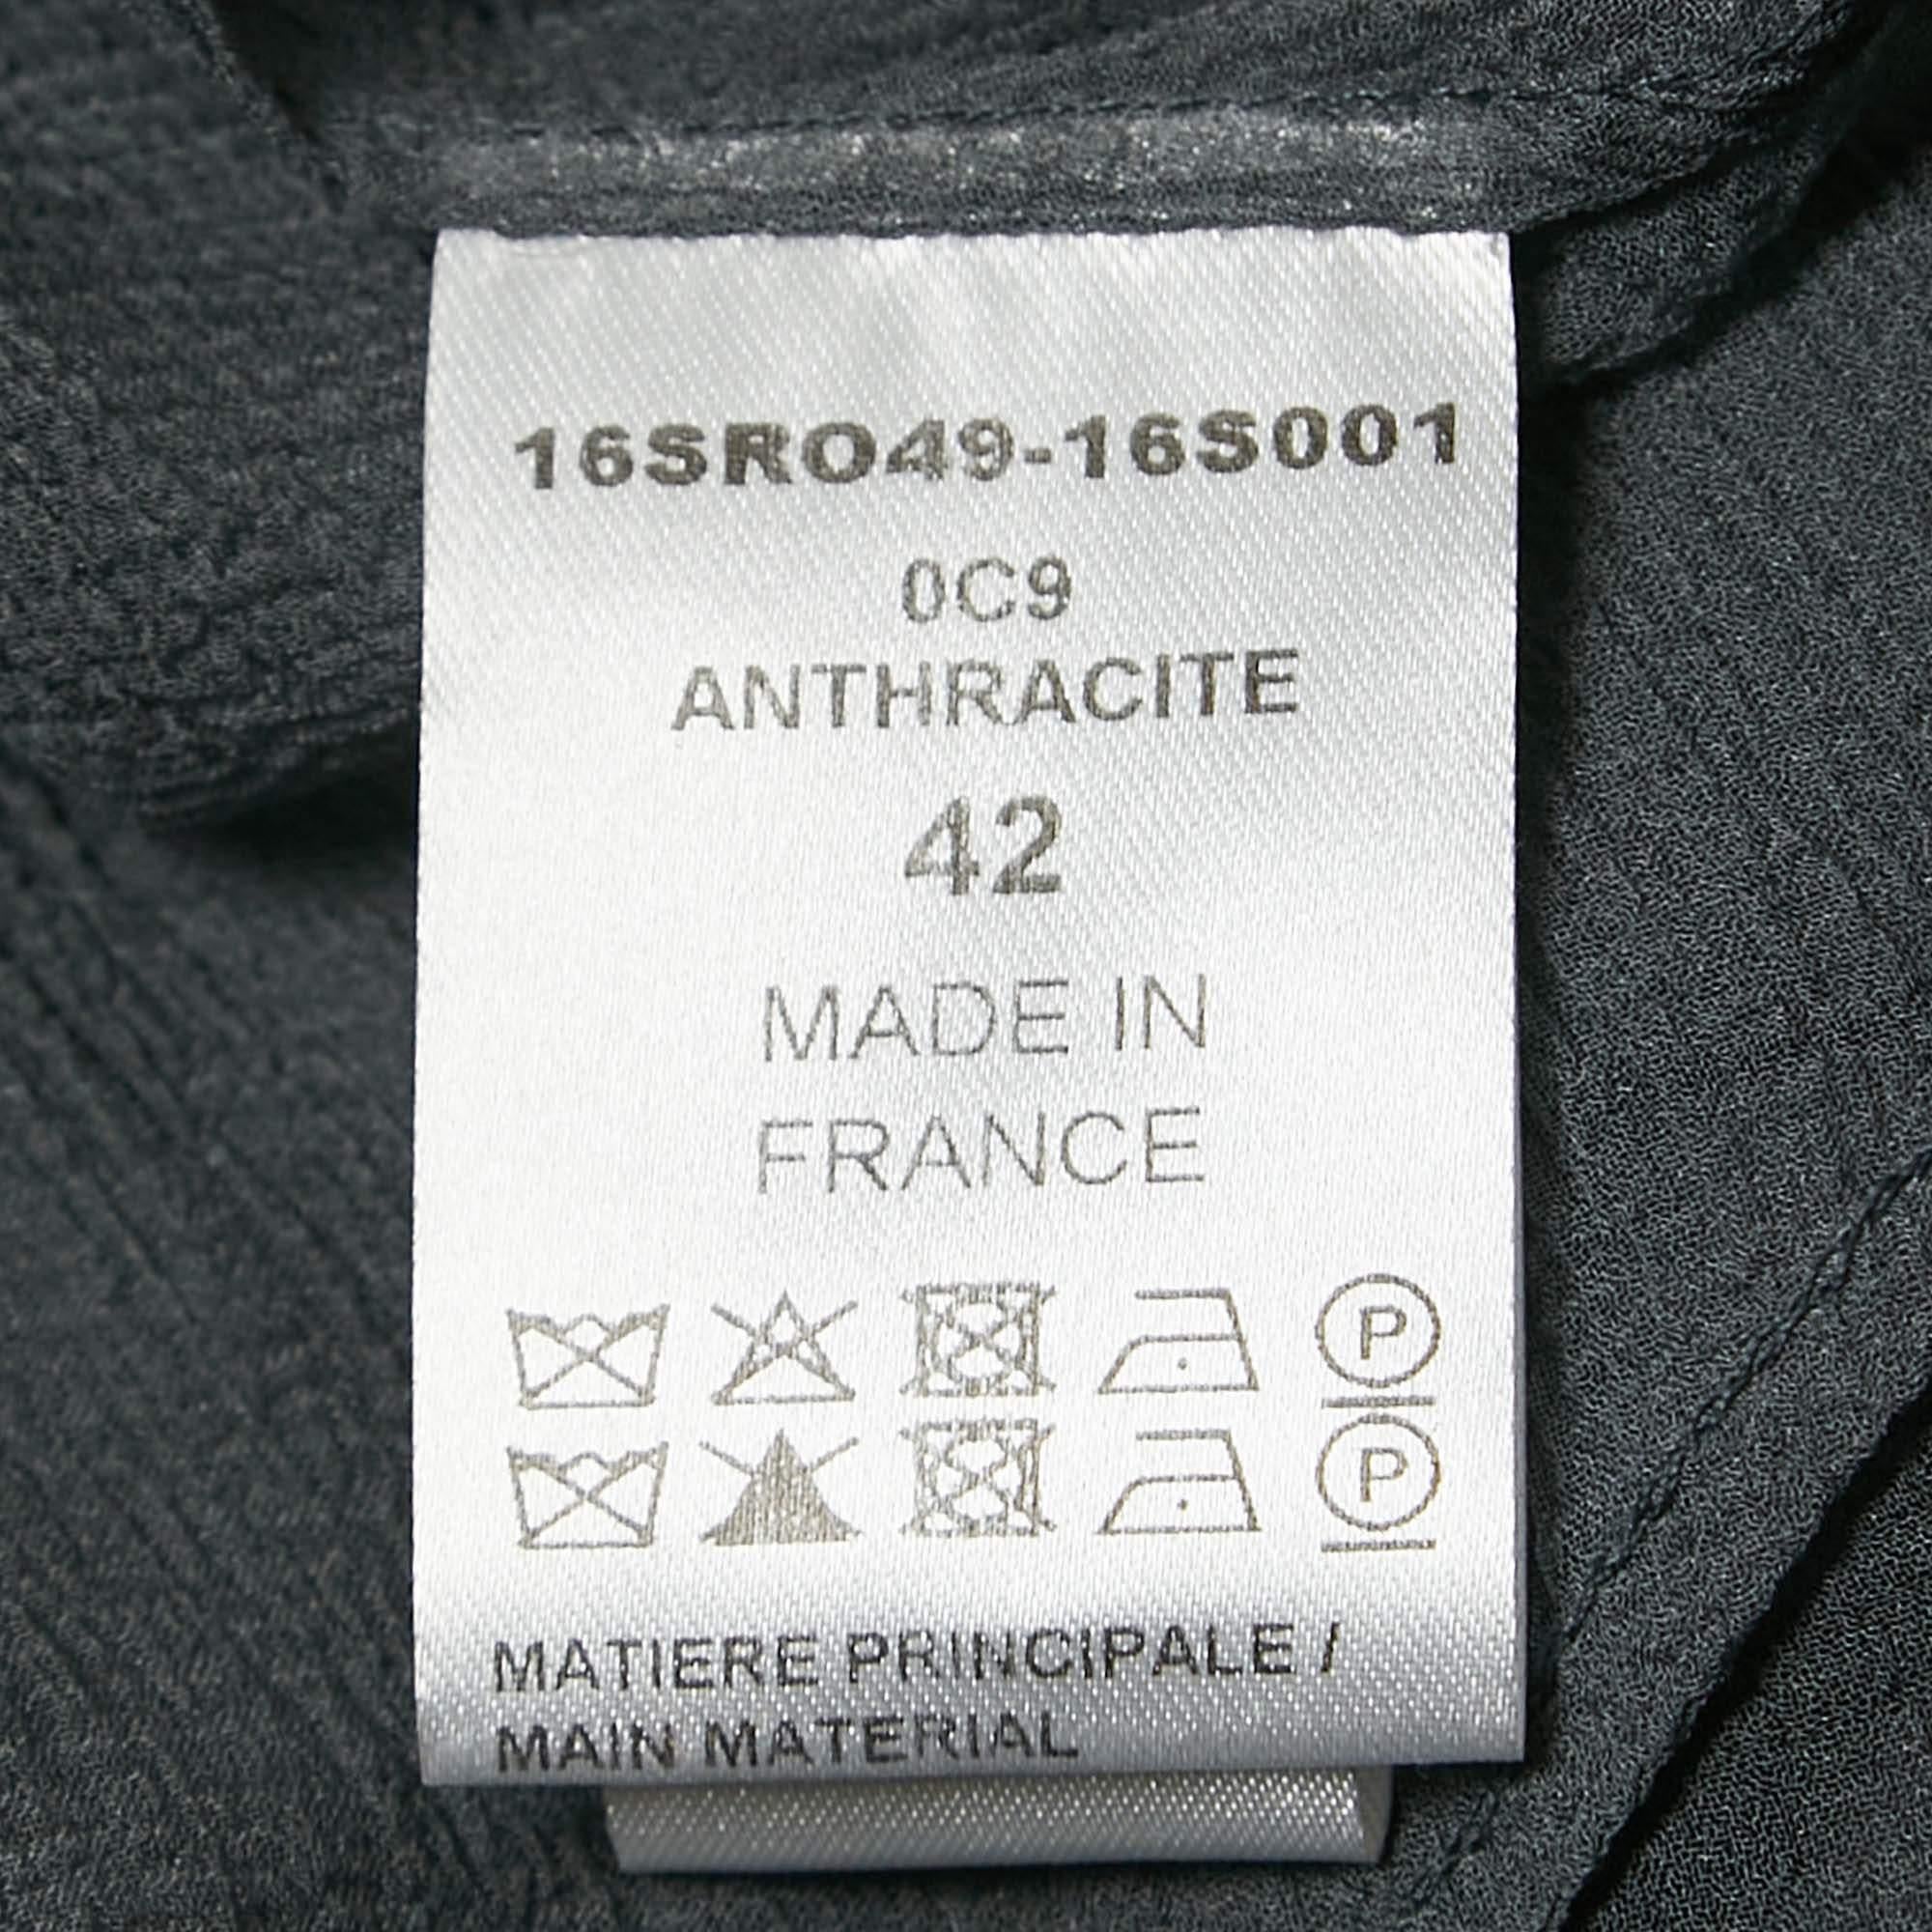 16SRO49-16S001
0C9
ANTHRACITE
42
MADE IN
FRANCE
P
P
MATIERE PRINCIPALE /
MAIN MATERIAL